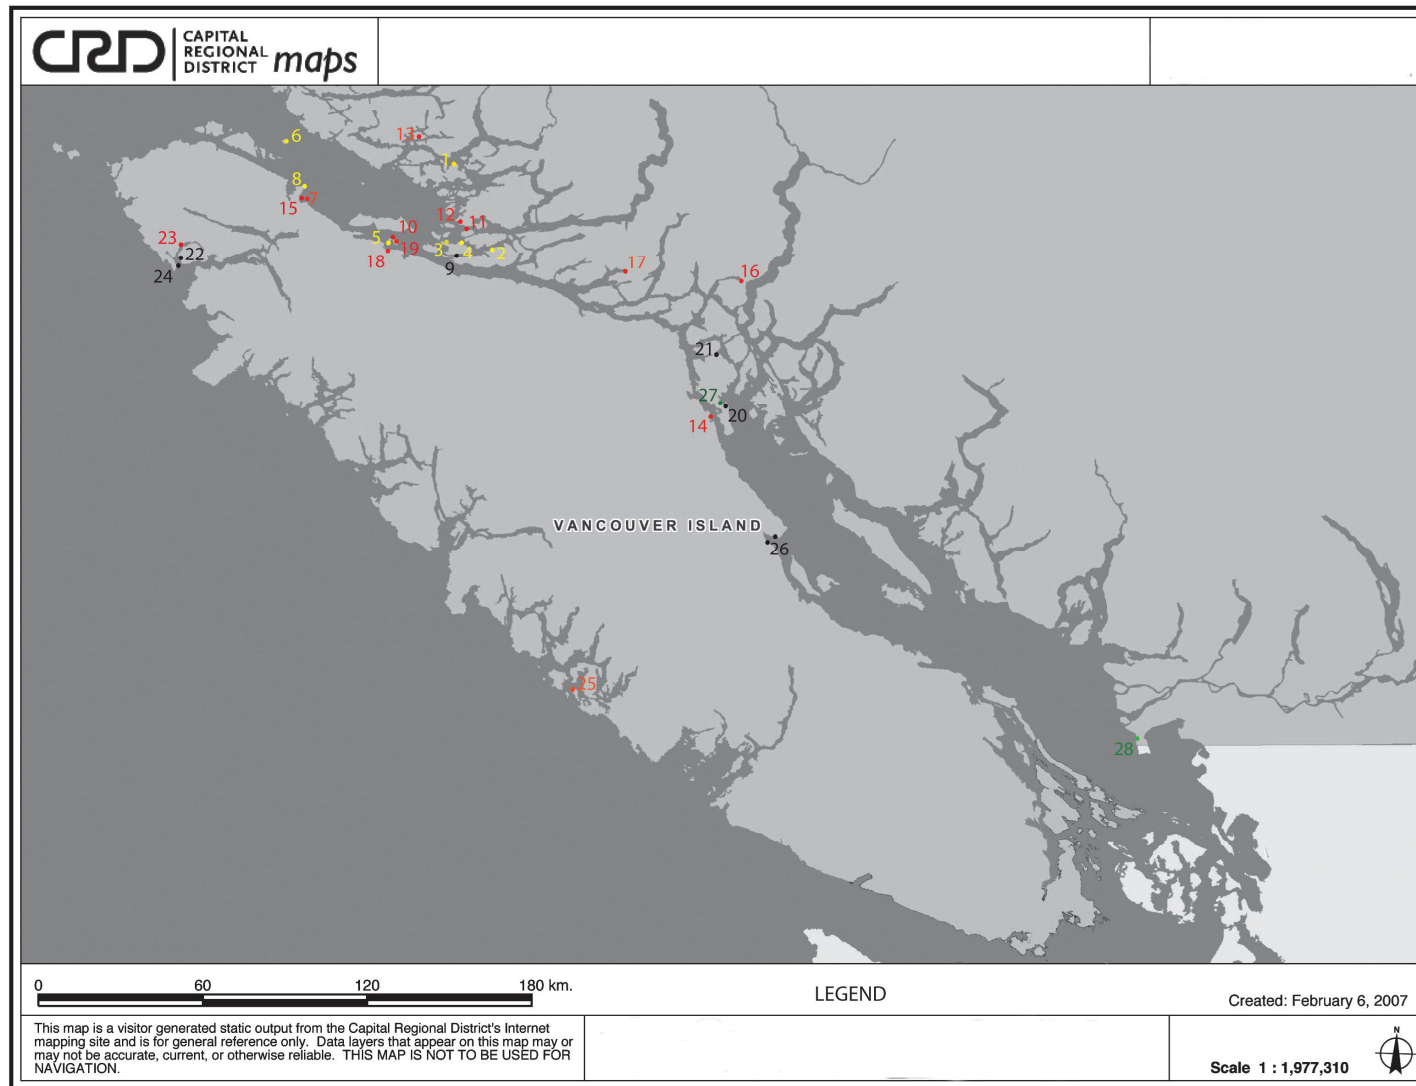 CRD
CAPITAL
REGIONAL
DISTRICT
maps
6
13
1
8
15
7
12
11
10
5
19
18
3
4
2
9
23
22
24
17
16
21
27
20
14
VANCOUVER ISLAND
26
25
28
0 60 120 180 km.
LEGEND
Created: February 6, 2007
This map is a visitor generated static output from the Capital Regional District's Internet
mapping site and is for general reference only. Data layers that appear on this map may or
may not be accurate, current, or otherwise reliable. THIS MAP IS NOT TO BE USED FOR
NAVIGATION.
N
Scale 1 : 1,977,310